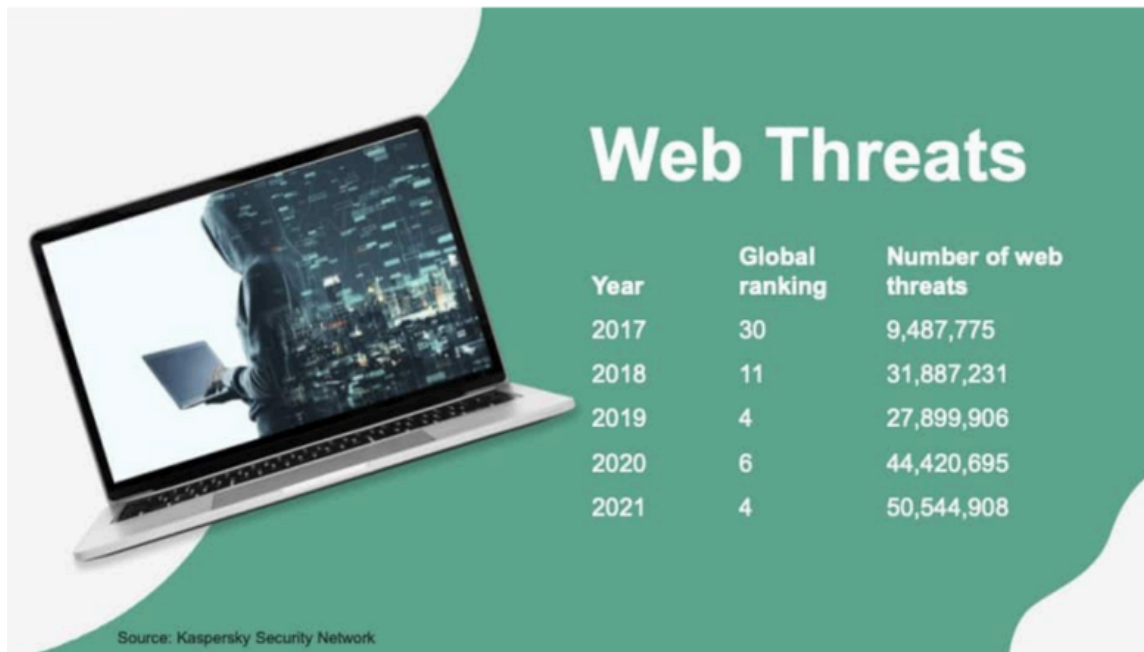 Web Threats
Year Global ranking Number of web threats
2017 30 9,487,775
2018 11 31,887,231
2019 4 27,899,906
2020 6 44,420,695
2021 4 50,544,908
Source: Kaspersky Security Network